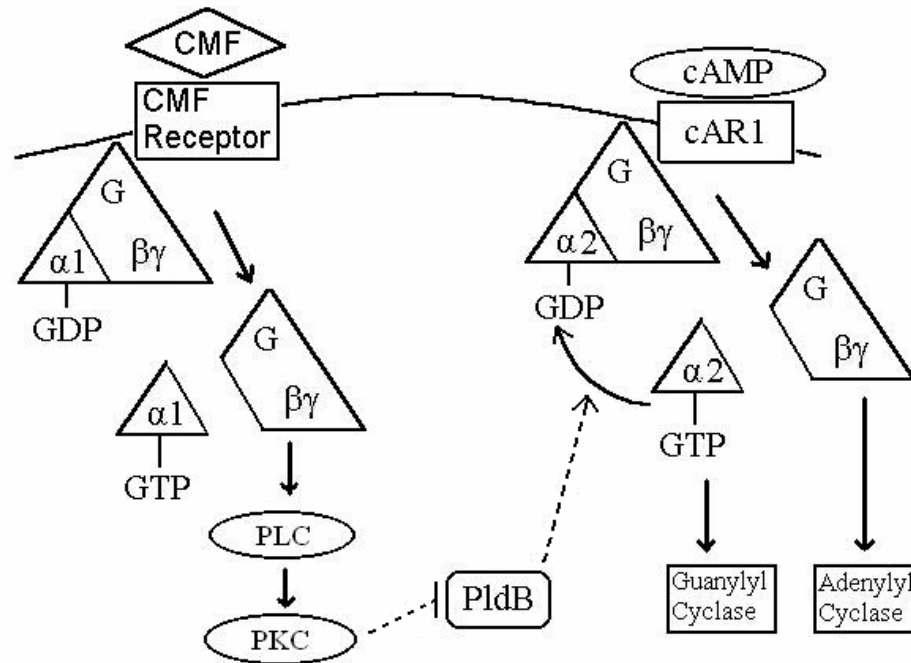 CMF
CMF
Receptor
G
α1
βγ
GDP
α1
GTP
G
βγ
PLC
PKC
PldB
cAMP
cAR1
G
α2
βγ
GDP
α2
GTP
G
βγ
Guanylyl
Cyclase
Adenylyl
Cyclase